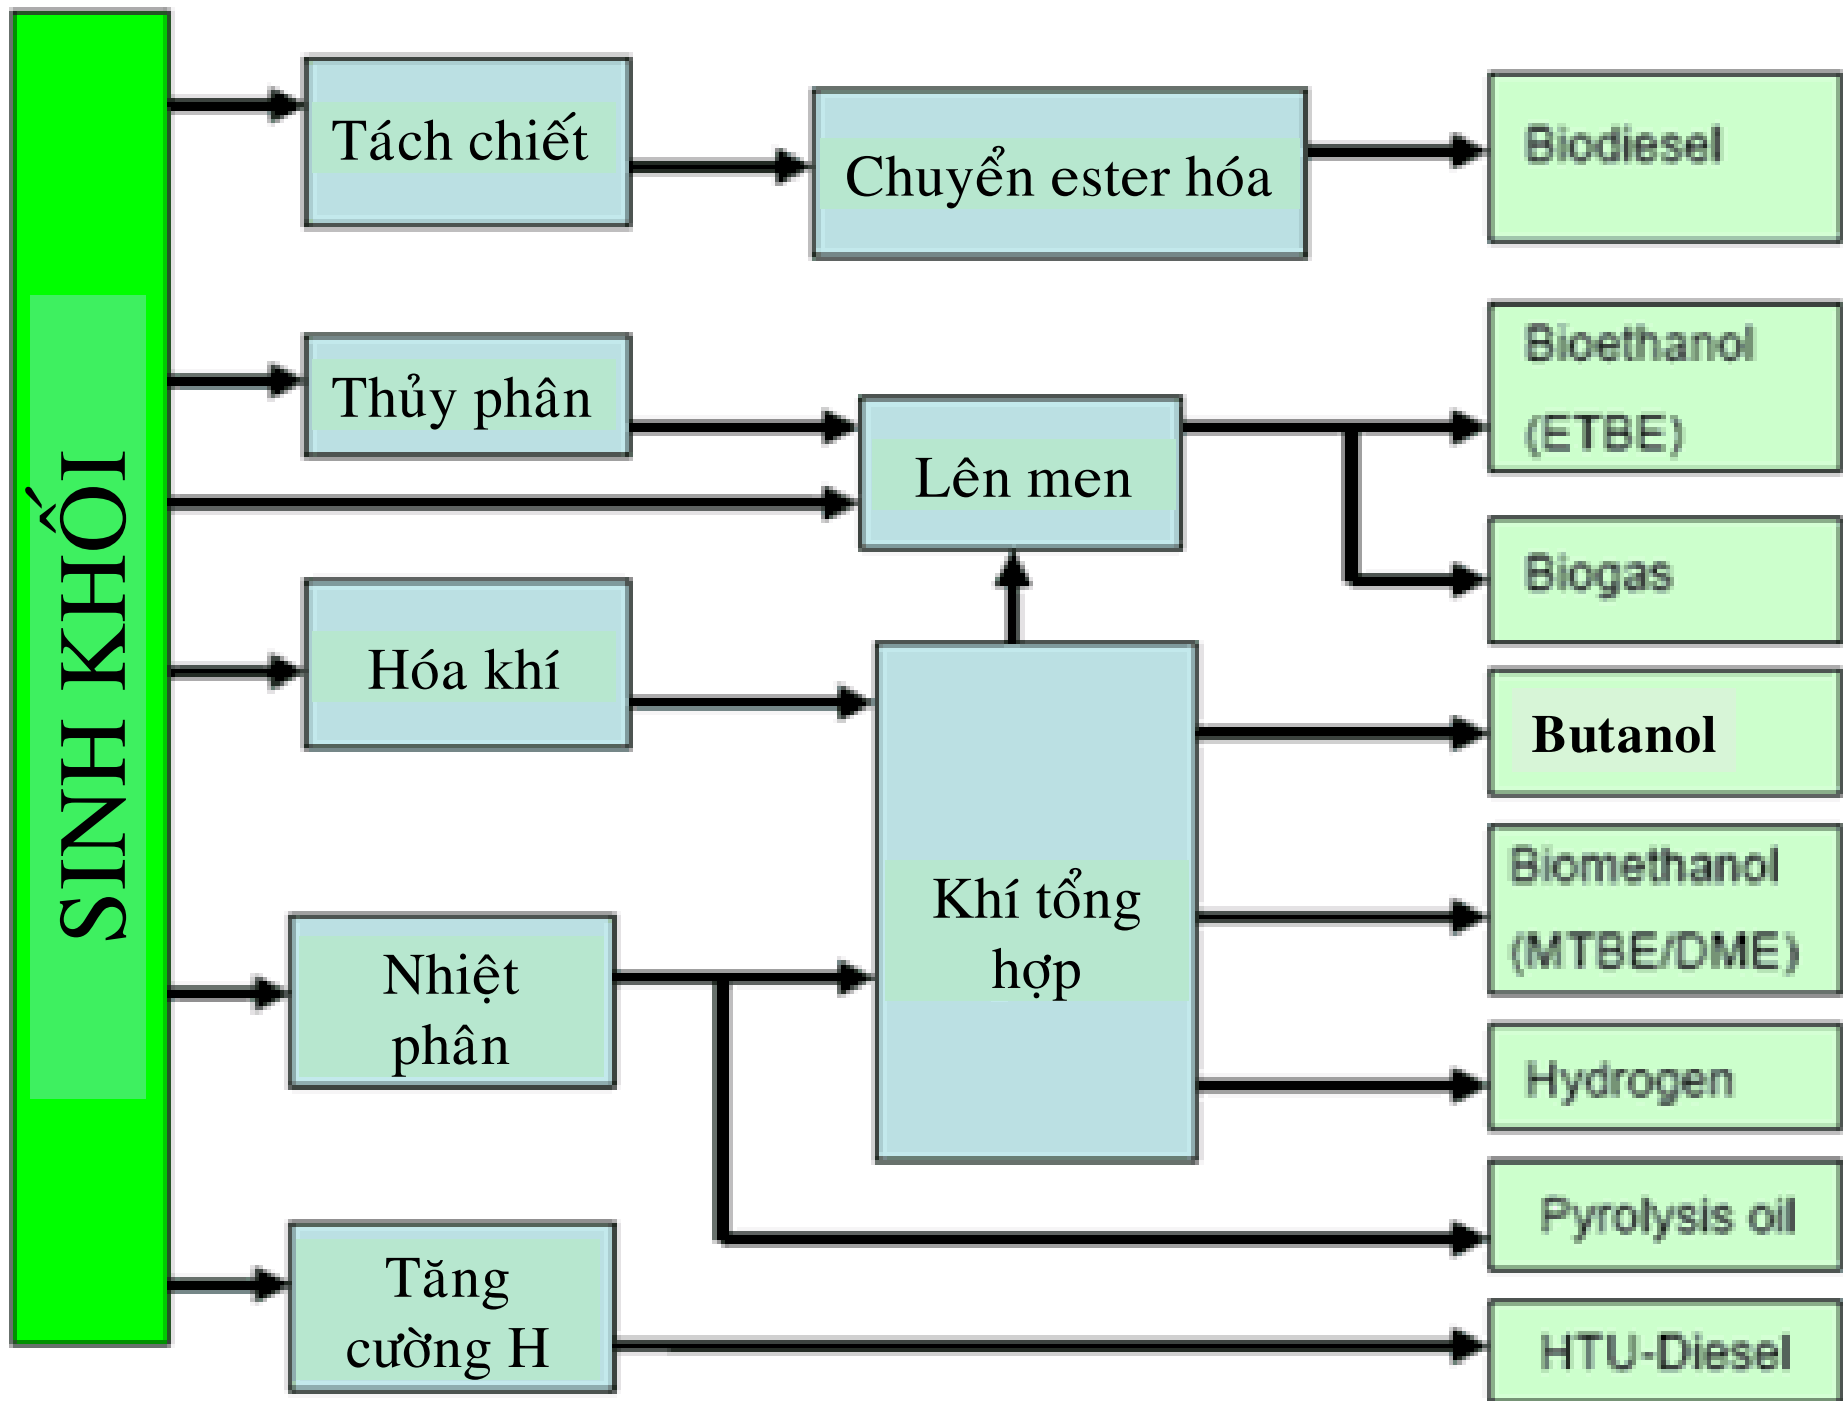 SINH KHỐI
Tách chiết
Chuyển ester hóa
Biodiesel
Thủy phân
Lên men
Bioethanol
(ETBE)
Biogas
Hóa khí
Khí tổng
hợp
Butanol
Biomethanol
(MTBE/DME)
Hydrogen
Nhiệt
phân
Pyrolysis oil
Tăng
cường H
HTU-Diesel